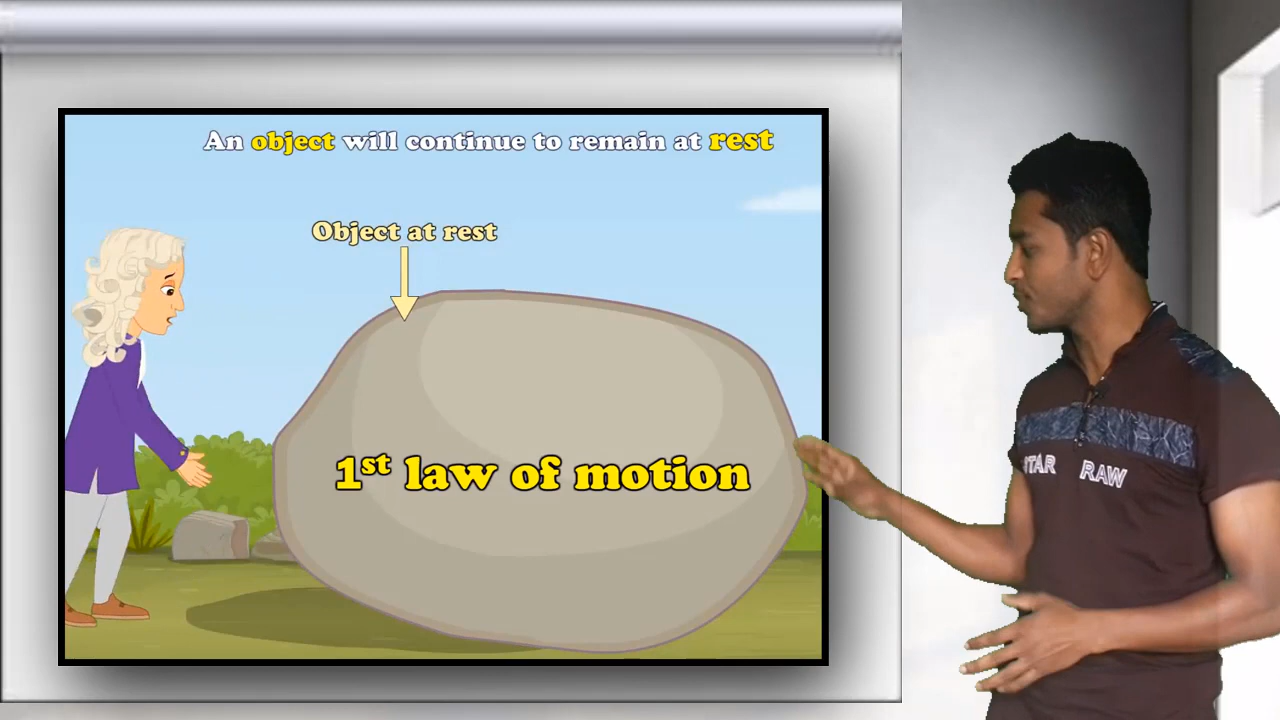 An object will continue to remain at rest
Object at rest
1st law of motion
TAR RAW